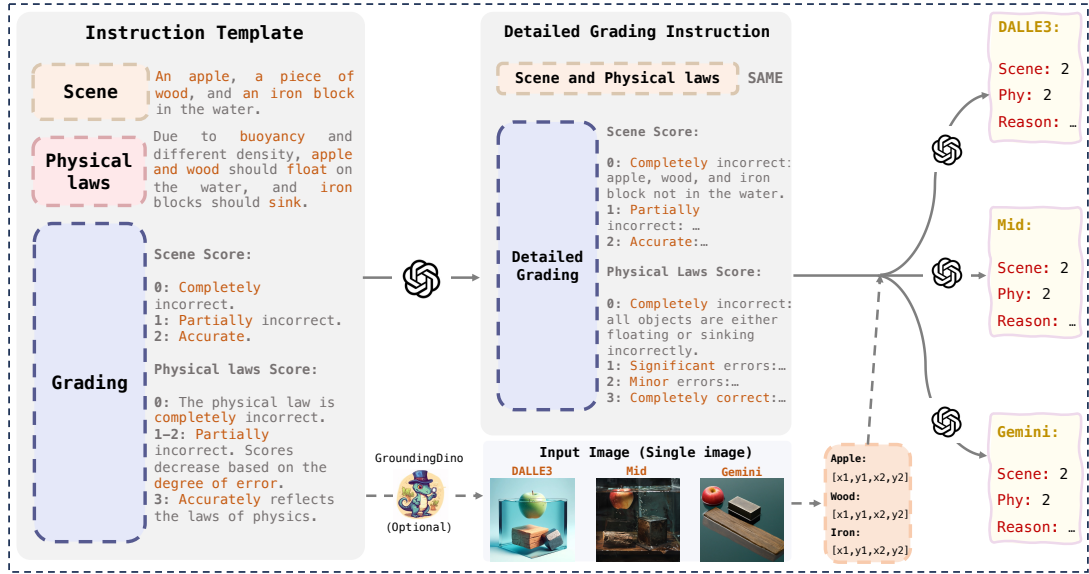 Instruction Template
Scene
An apple, a piece of
wood, and an iron block
in the water.
Physical
laws
Due to buoyancy and
different density, apple
and wood should float on
the water, and iron
blocks should sink.
Grading
Scene Score:
0: Completely
incorrect.
1: Partially incorrect.
2: Accurate.
Physical laws Score:
0: The physical law is
completely incorrect.
1–2: Partially
incorrect. Scores
decrease based on the
degree of error.
3: Accurately reflects
the laws of physics.
Detailed Grading Instruction
Scene and Physical laws
SAME
Detailed
Grading
Scene Score:
0: Completely incorrect:
apple, wood, and iron
block not in the water.
1: Partially
incorrect: …
2: Accurate:…
Physical Laws Score:
0: Completely incorrect:
all objects are either
floating or sinking
incorrectly.
1: Significant errors:…
2: Minor errors:…
3: Completely correct:…
GroundingDino
(Optional)
Input Image (Single image)
DALLE3
Mid
Gemini
Apple:
[x1,y1,x2,y2]
Wood:
[x1,y1,x2,y2]
Iron:
[x1,y1,x2,y2]
DALLE3:
Scene: 2
Phy: 2
Reason: …
Mid:
Scene: 2
Phy: 2
Reason: …
Gemini:
Scene: 2
Phy: 2
Reason: …